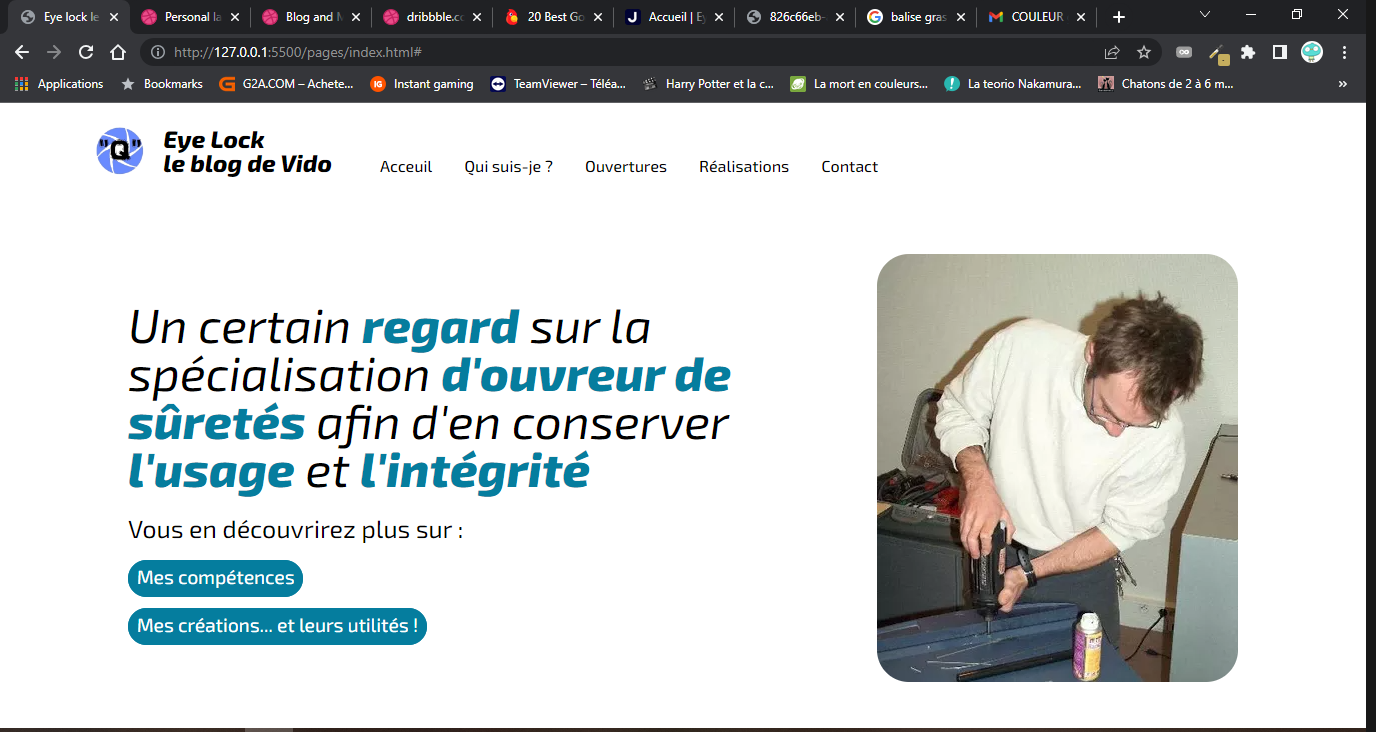 Eye lock le
Personal la
Blog and M
dribbble.co
20 Best Go
Accueil | Ey
826c66eb-
balise gras
COULEUR
http://127.0.0.1:5500/pages/index.html#
Applications
Bookmarks
G2A.COM – Achete...
Instant gaming
TeamViewer – Téléa...
Harry Potter et la c...
La mort en couleurs...
La teorio Nakamura...
Chatons de 2 à 6 m...
»
"Q"
Eye Lock
le blog de Vido
Acceuil
Qui suis-je ?
Ouvertures
Réalisations
Contact
Un certain regard sur la
spécialisation d'ouvreur de
sûretés afin d'en conserver
l'usage et l'intégrité
Vous en découvrirez plus sur :
Mes compétences
Mes créations... et leurs utilités !